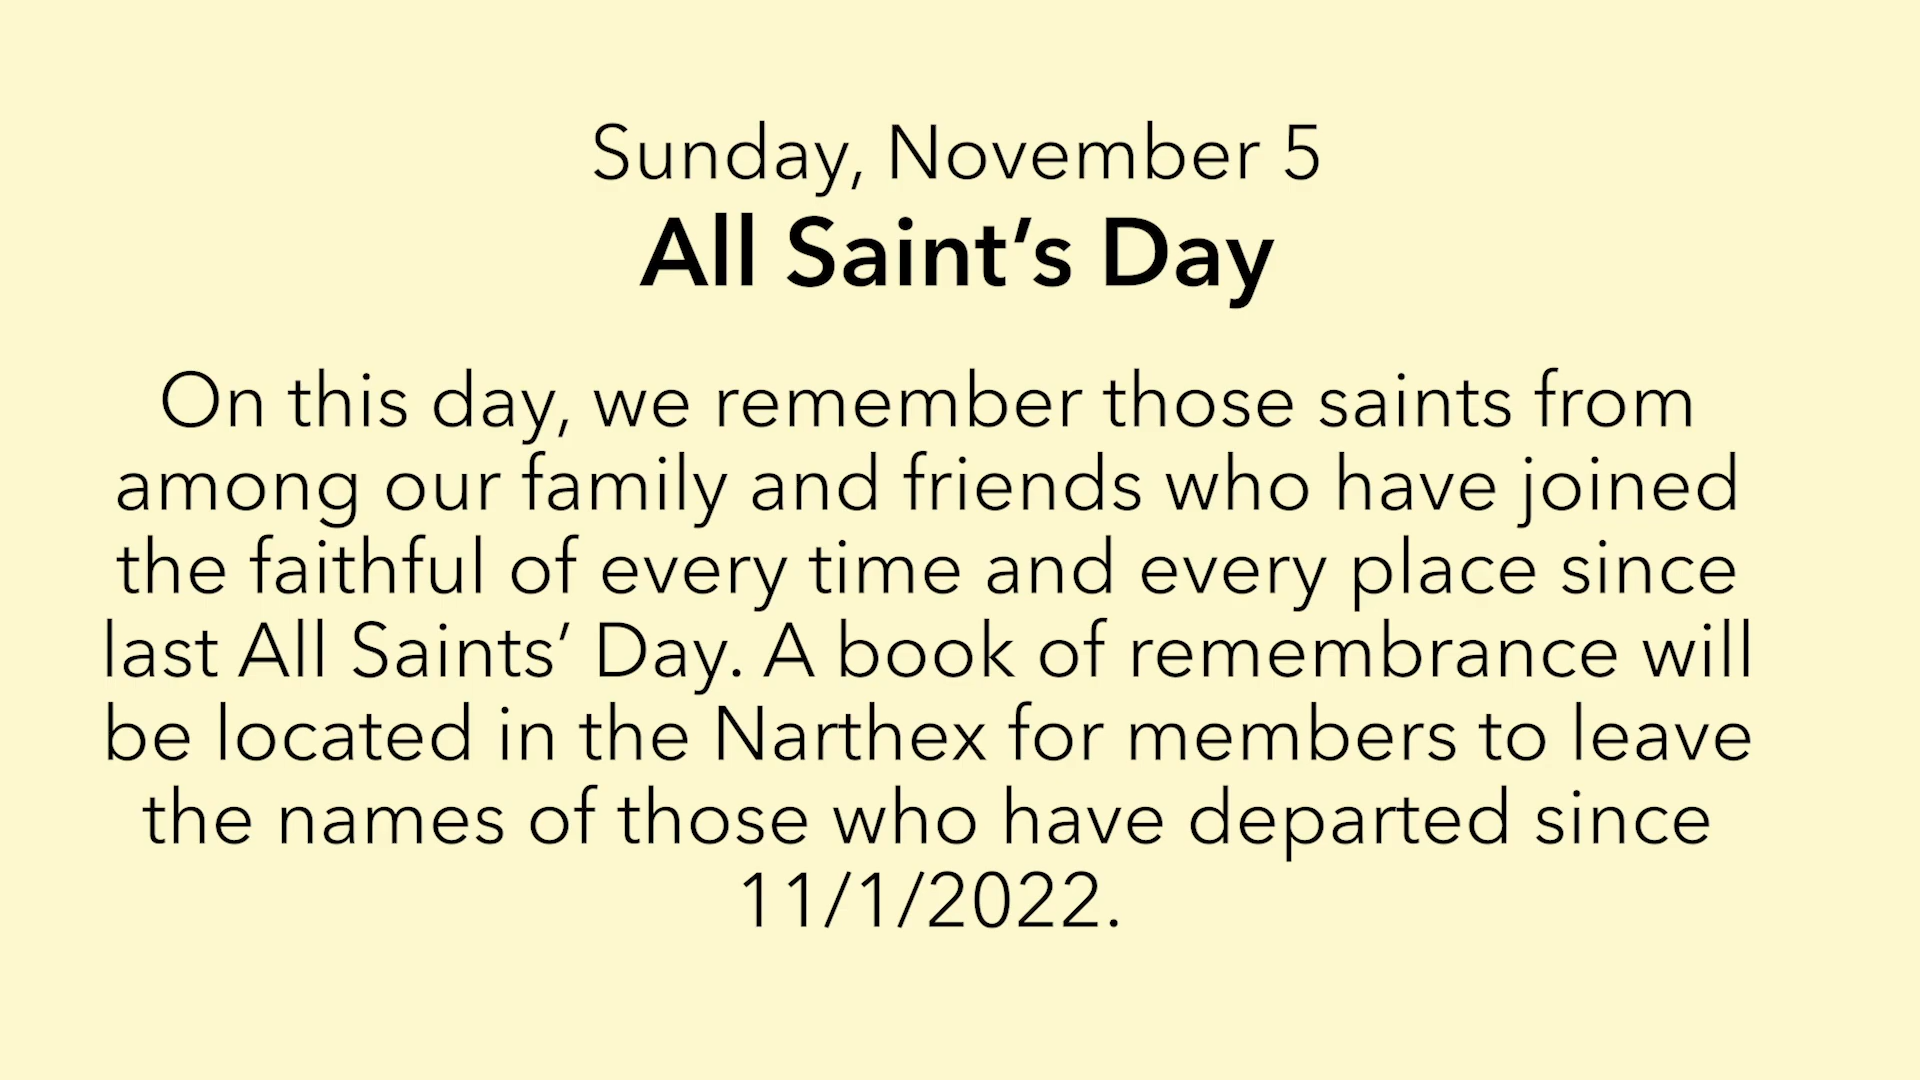 Sunday, November 5
All Saint’s Day
On this day, we remember those saints from
among our family and friends who have joined
the faithful of every time and every place since
last All Saints’ Day. A book of remembrance will
be located in the Narthex for members to leave
the names of those who have departed since
11/1/2022.